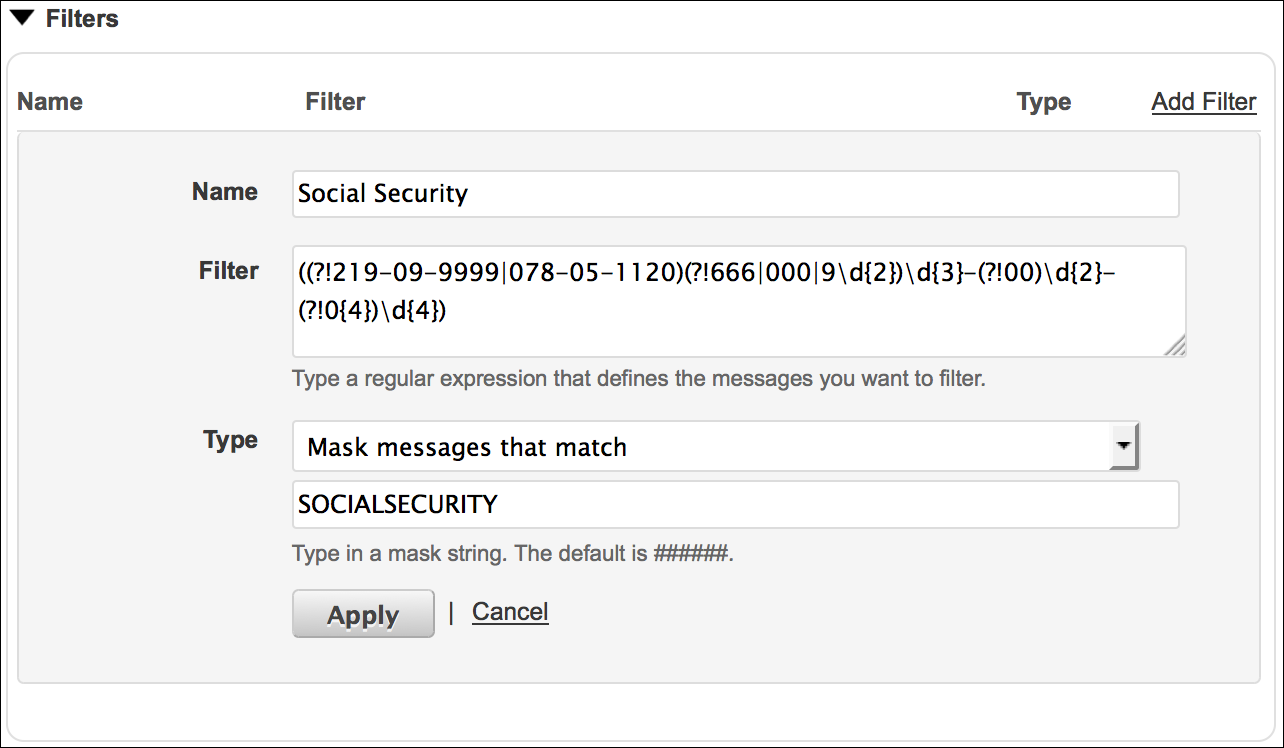 Filters
Name Filter Type Add Filter
Name Social Security
Filter ((?!219-09-9999|078-05-1120)(?!666|000|9\d{2})\d{3}-(?!00)\d{2}-
(?!0{4})\d{4})
Type a regular expression that defines the messages you want to filter.
Type Mask messages that match
SOCIALSECURITY
Type in a mask string. The default is ######.
Apply | Cancel